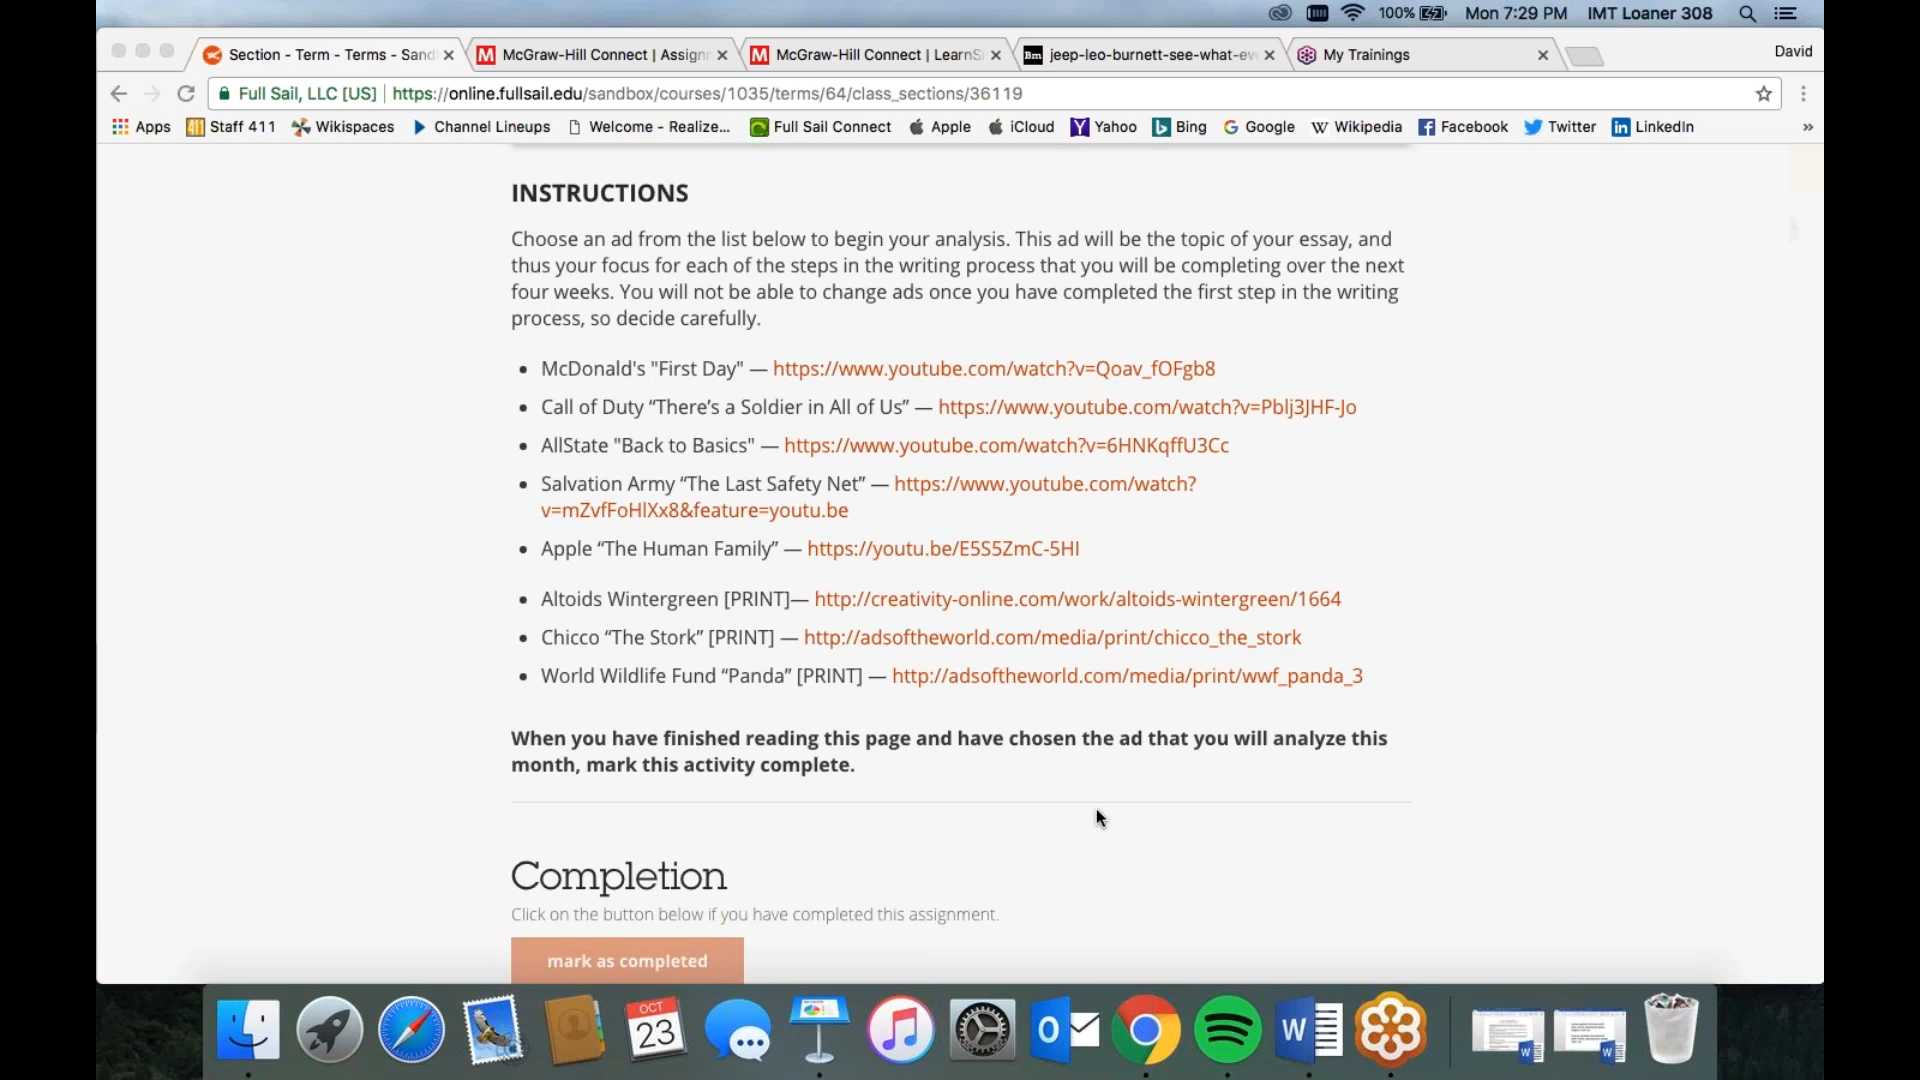 100% Mon 7:29 PM IMT Loaner 308
Section - Term - Terms - Sand McGraw-Hill Connect | Assignm McGraw-Hill Connect | LearnS Bm jeep-leo-burnett-see-what-eve My Trainings David
Full Sail, LLC [US] https://online.fullsail.edu/sandbox/courses/1035/terms/64/class_sections/36119
Apps Staff 411 Wikispaces Channel Lineups Welcome - Realize... Full Sail Connect Apple iCloud Yahoo Bing Google Wikipedia Facebook Twitter LinkedIn »
INSTRUCTIONS
Choose an ad from the list below to begin your analysis. This ad will be the topic of your essay, and
thus your focus for each of the steps in the writing process that you will be completing over the next
four weeks. You will not be able to change ads once you have completed the first step in the writing
process, so decide carefully.
• McDonald's "First Day" — https://www.youtube.com/watch?v=Qoav_fOFgb8
• Call of Duty “There’s a Soldier in All of Us” — https://www.youtube.com/watch?v=Pblj3JHF-Jo
• AllState "Back to Basics" — https://www.youtube.com/watch?v=6HNKqffU3Cc
• Salvation Army “The Last Safety Net” — https://www.youtube.com/watch?
v=mZvfFoHlXx8&feature=youtu.be
• Apple “The Human Family” — https://youtu.be/E5S5ZmC-5HI
• Altoids Wintergreen [PRINT]— http://creativity-online.com/work/altoids-wintergreen/1664
• Chicco “The Stork” [PRINT] — http://adsoftheworld.com/media/print/chicco_the_stork
• World Wildlife Fund “Panda” [PRINT] — http://adsoftheworld.com/media/print/wwf_panda_3
When you have finished reading this page and have chosen the ad that you will analyze this
month, mark this activity complete.
Completion
Click on the button below if you have completed this assignment.
mark as completed
OCT
23